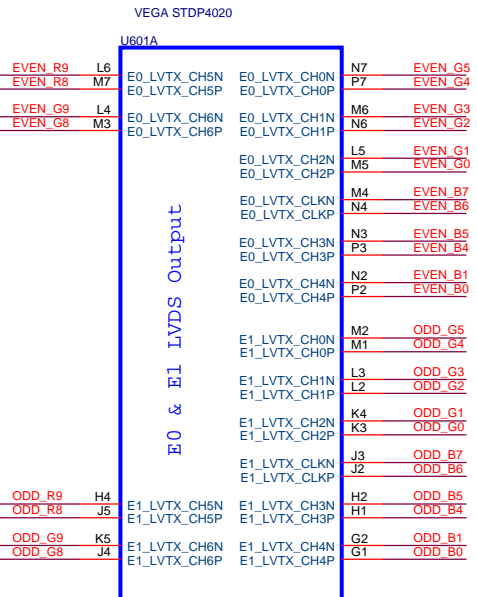 VEGA STDP4020
U601A
EVEN_R9 L6 E0_LVTX_CH5N E0_LVTX_CH0N N7 EVEN_G5
EVEN_R8 M7 E0_LVTX_CH5P E0_LVTX_CH0P P7 EVEN_G4
EVEN_G9 L4 E0_LVTX_CH6N E0_LVTX_CH1N M6 EVEN_G3
EVEN_G8 M3 E0_LVTX_CH6P E0_LVTX_CH1P N6 EVEN_G2
E0_LVTX_CH2N L5 EVEN_G1
E0_LVTX_CH2P M5 EVEN_G0
E0_LVTX_CLKN M4 EVEN_B7
E0_LVTX_CLKP N4 EVEN_B6
E0_LVTX_CH3N N3 EVEN_B5
E0_LVTX_CH3P P3 EVEN_B4
E0_LVTX_CH4N N2 EVEN_B1
E0_LVTX_CH4P P2 EVEN_B0
E0 & E1 LVDS Output
E1_LVTX_CH0N M2 ODD_G5
E1_LVTX_CH0P M1 ODD_G4
E1_LVTX_CH1N L3 ODD_G3
E1_LVTX_CH1P L2 ODD_G2
E1_LVTX_CH2N K4 ODD_G1
E1_LVTX_CH2P K3 ODD_G0
E1_LVTX_CLKN J3 ODD_B7
E1_LVTX_CLKP J2 ODD_B6
ODD_R9 H4 E1_LVTX_CH5N E1_LVTX_CH3N H2 ODD_B5
ODD_R8 J5 E1_LVTX_CH5P E1_LVTX_CH3P H1 ODD_B4
ODD_G9 K5 E1_LVTX_CH6N E1_LVTX_CH4N G2 ODD_B1
ODD_G8 J4 E1_LVTX_CH6P E1_LVTX_CH4P G1 ODD_B0